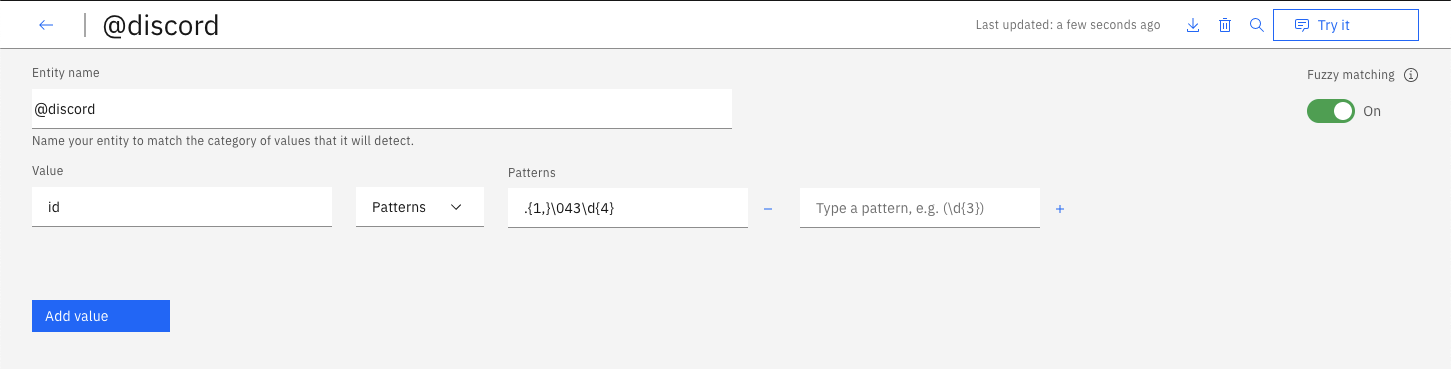 @discord
Last updated: a few seconds ago
Try it
Entity name
Fuzzy matching
@discord
On
Name your entity to match the category of values that it will detect.
Value
Patterns
id
Patterns
.{1,}\043\d{4}
Type a pattern, e.g. (\d{3})
Add value